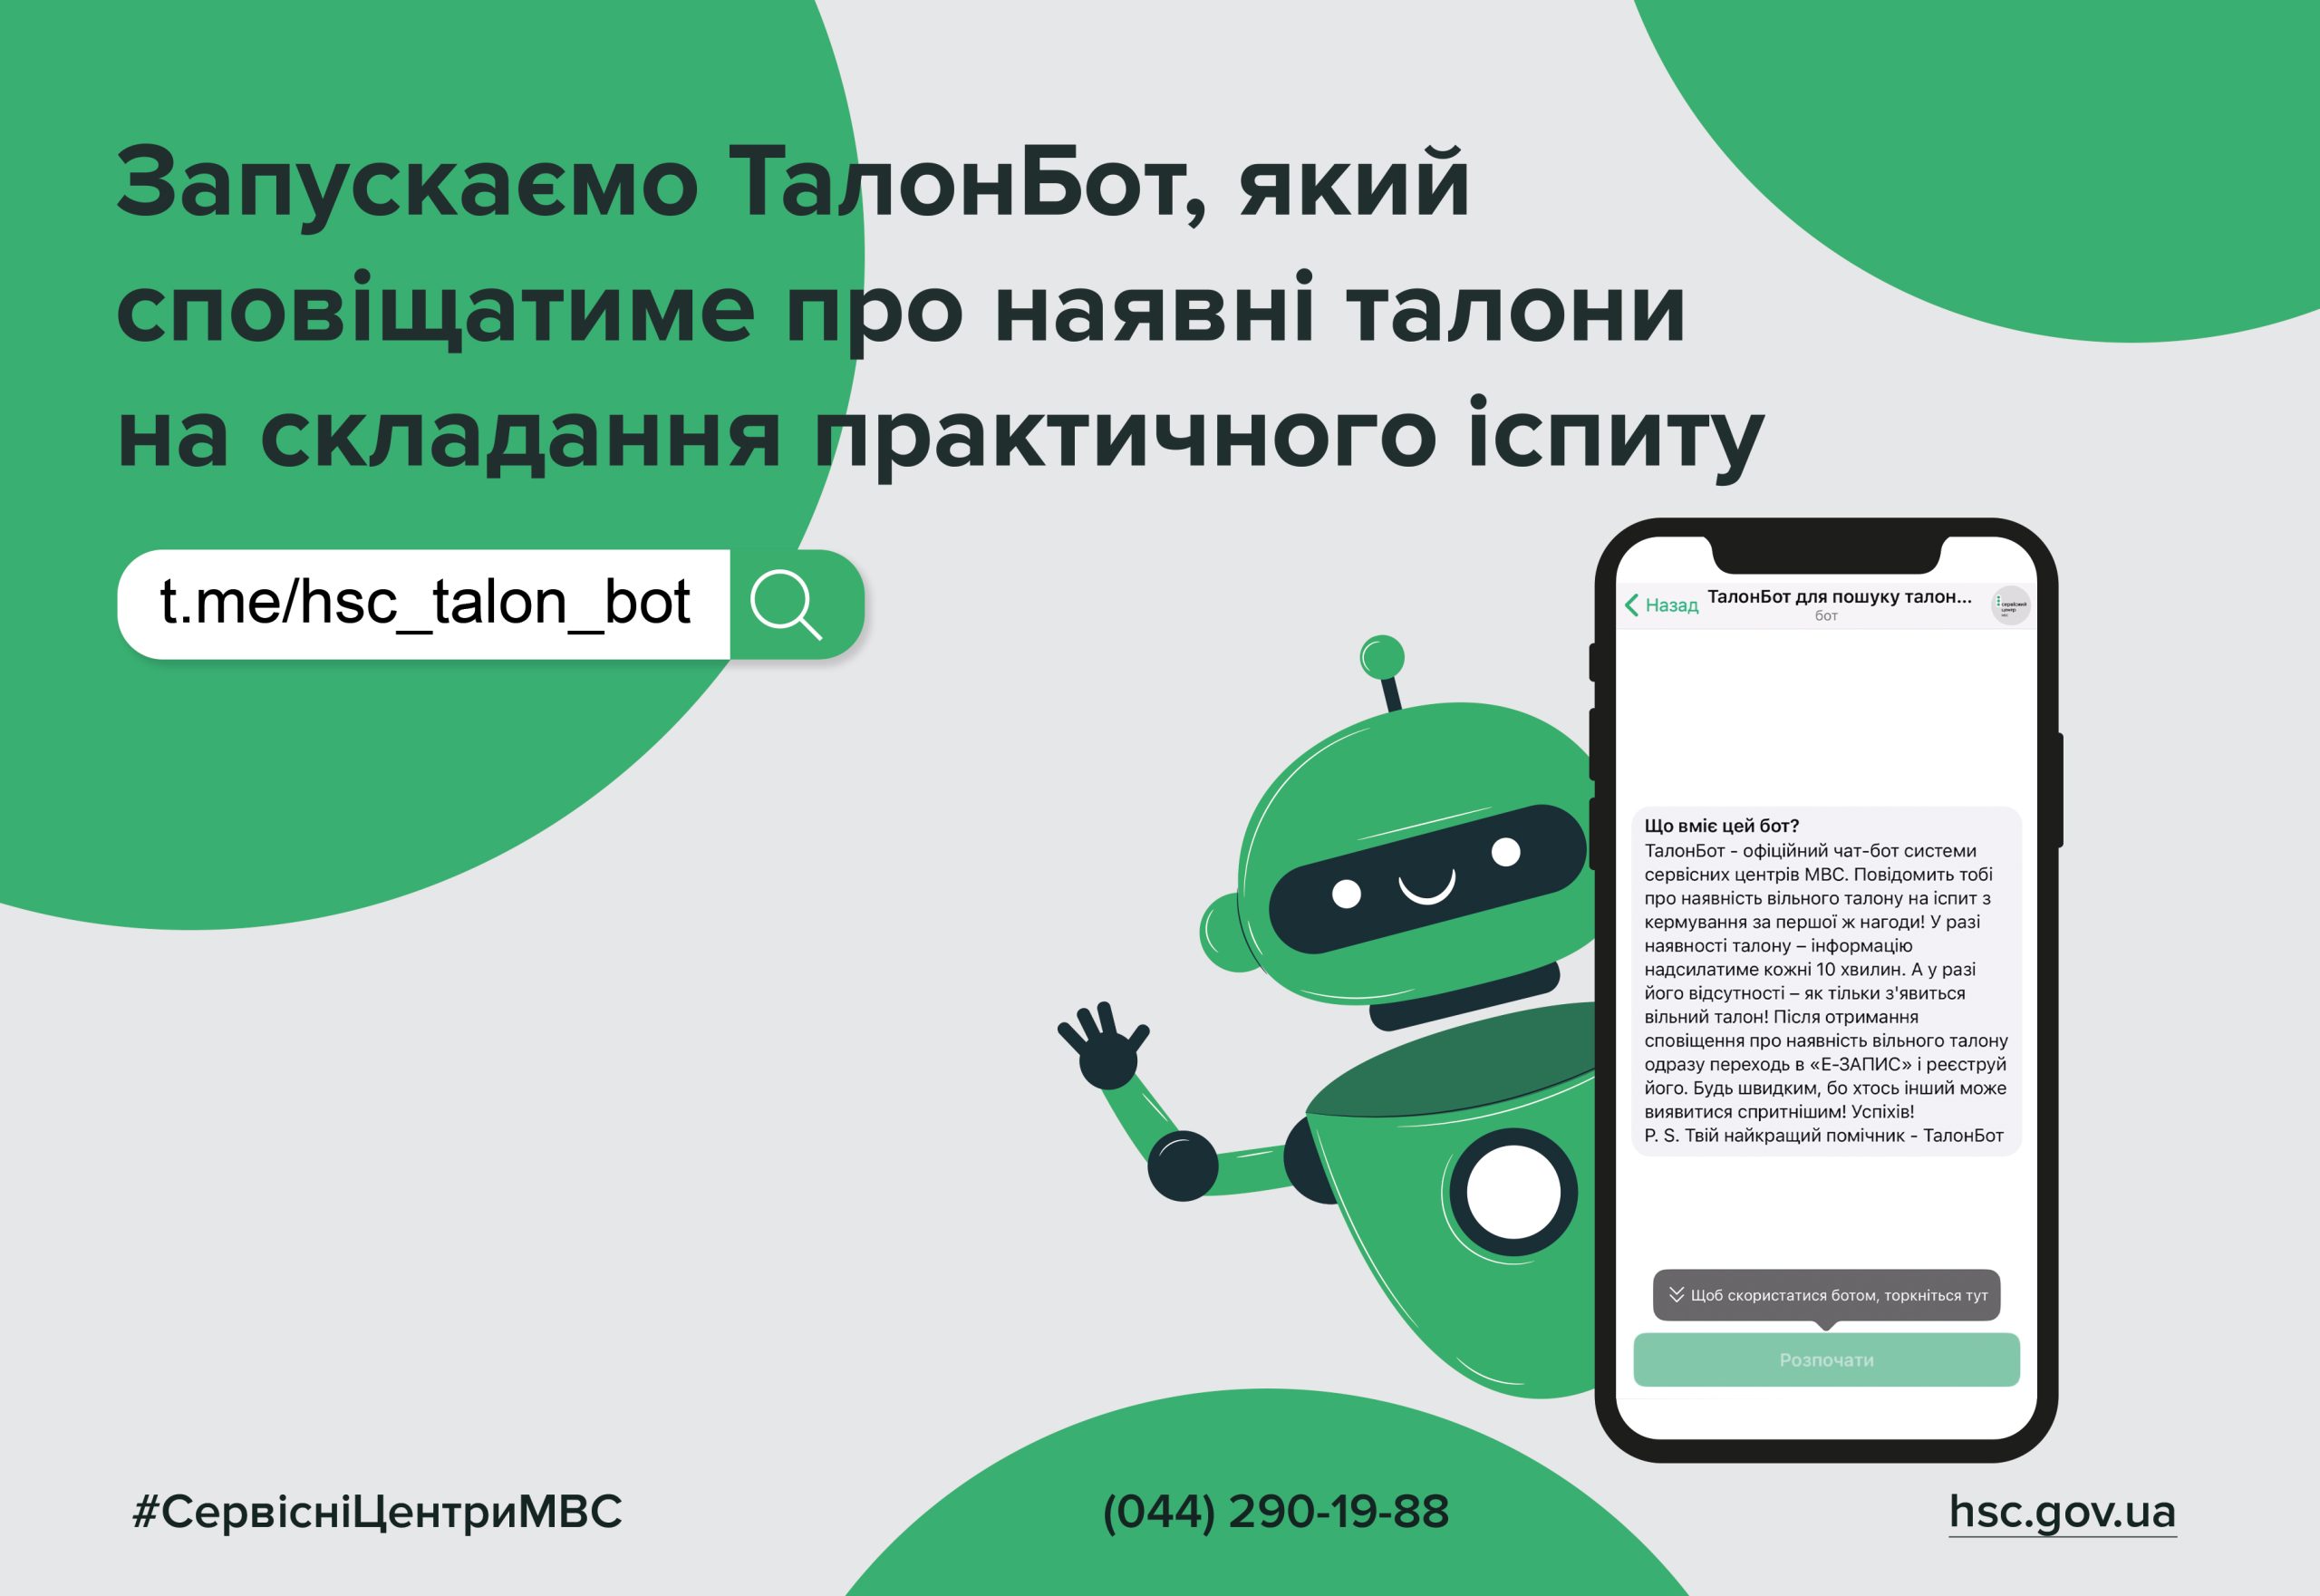 Запускаємо ТалонБот, який
сповіщатиме про наявні талони
на складання практичного іспиту
t.me/hsc_talon_bot
Назад
ТалонБот для пошуку талон...
бот
сервісний
центр
Що вміє цей бот?
ТалонБот - офіційний чат-бот системи
сервісних центрів МВС. Повідомить тобі
про наявність вільного талону на іспит з
кермування за першої ж нагоди! У разі
наявності талону – інформацію
надсилатиме кожні 10 хвилин. А у разі
його відсутності – як тільки з'явиться
вільний талон! Після отримання
сповіщення про наявність вільного талону
одразу переходь в «Е-ЗАПИС» і реєструй
його. Будь швидким, бо хтось інший може
виявитися спритнішим! Успіхів!
P. S. Твій найкращий помічник - ТалонБот
Щоб скористатися ботом, торкніться тут
Розпочати
#СервісніЦентриМВС
(044) 290-19-88
hsc.gov.ua